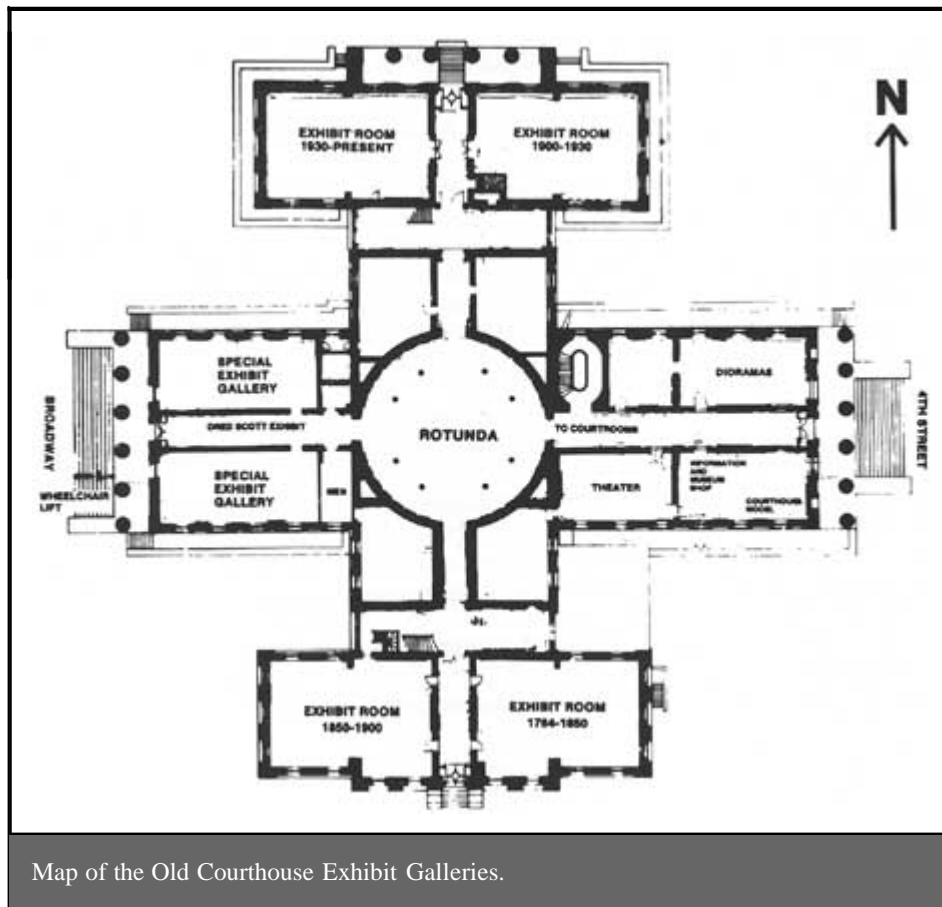 N
EXHIBIT ROOM
1930-PRESENT
EXHIBIT ROOM
1900-1930
SPECIAL
EXHIBIT
GALLERY
DIORAMAS
BROADWAY
DRED SCOTT EXHIBIT
ROTUNDA
TO COURTROOMS
4TH STREET
SPECIAL
EXHIBIT
GALLERY
MEN
THEATER
INFORMATION
AND
MUSEUM
SHOP
COURTHOUSE
MODEL
WHEELCHAIR
LIFT
EXHIBIT ROOM
1850-1900
EXHIBIT ROOM
1764-1850
Map of the Old Courthouse Exhibit Galleries.